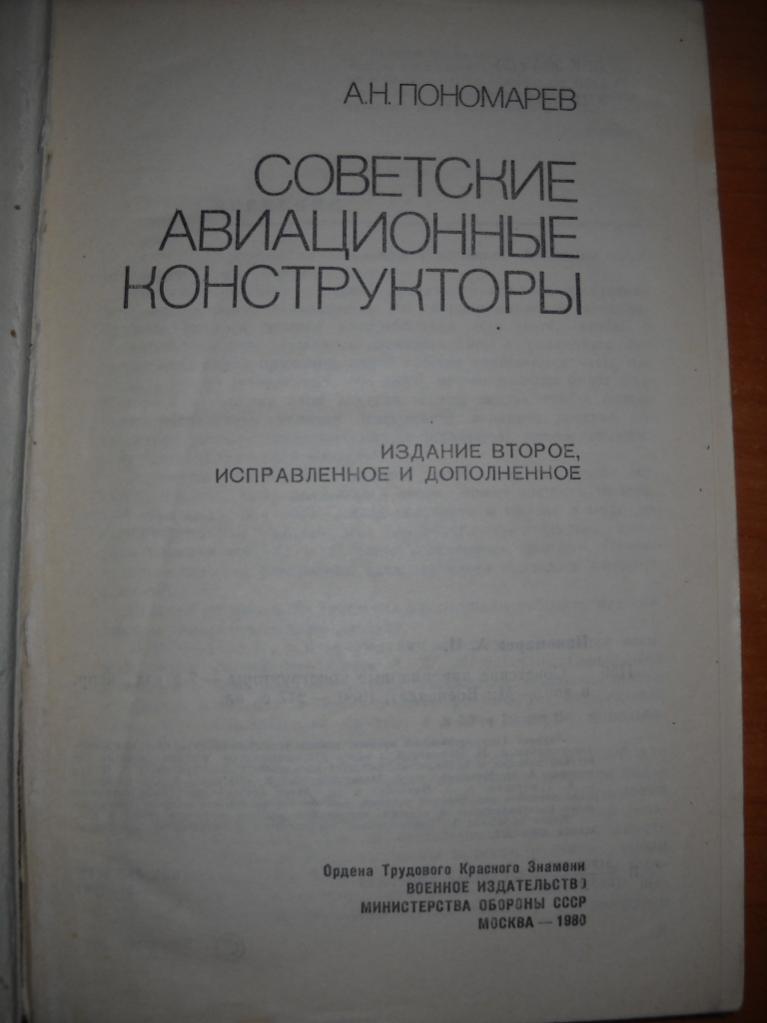 А.Н. ПОНОМАРЕВ
СОВЕТСКИЕ
АВИАЦИОННЫЕ
КОНСТРУКТОРЫ
ИЗДАНИЕ ВТОРОЕ,
ИСПРАВЛЕННОЕ И ДОПОЛНЕННОЕ
Ордена Трудового Красного Знамени
ВОЕННОЕ ИЗДАТЕЛЬСТВО
МИНИСТЕРСТВА ОБОРОНЫ СССР
МОСКВА — 1980